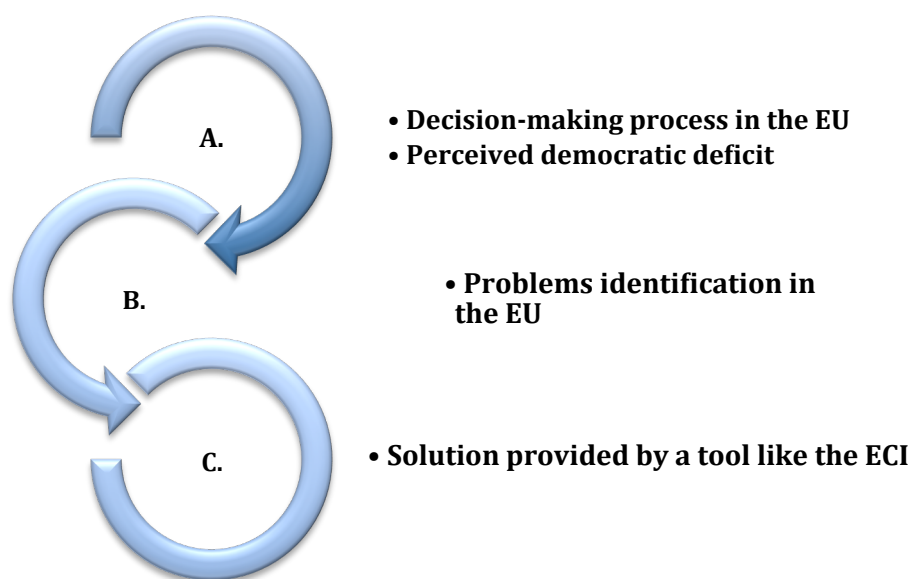 A.
• Decision-making process in the EU
• Perceived democratic deficit
B.
• Problems identification in
the EU
C.
• Solution provided by a tool like the ECI